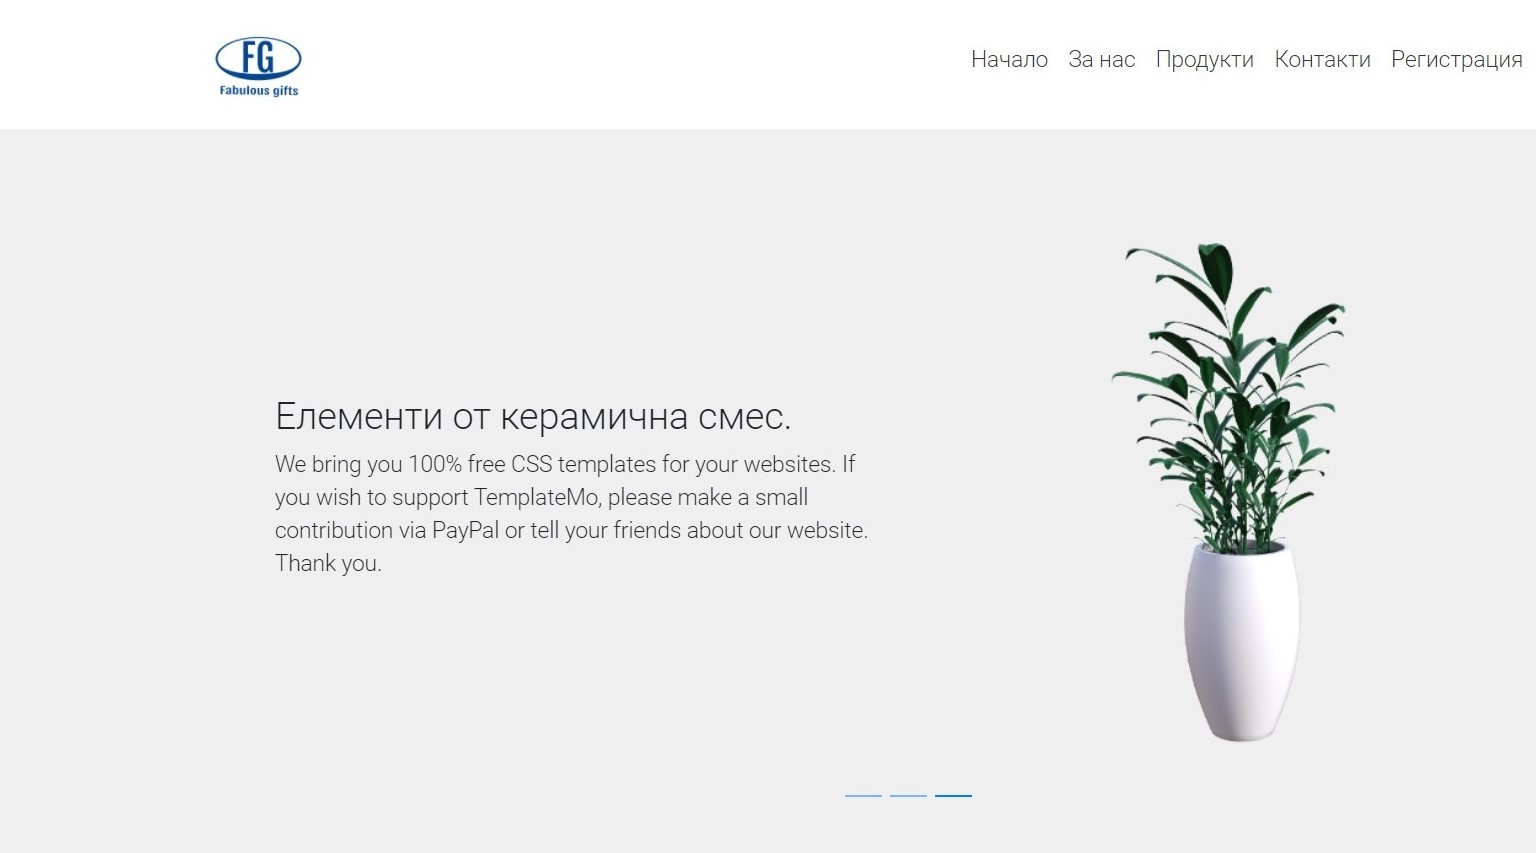 FG
Fabulous gifts
Начало За нас Продукти Контакти Регистрация
Елементи от керамична смес.
We bring you 100% free CSS templates for your websites. If
you wish to support TemplateMo, please make a small
contribution via PayPal or tell your friends about our website.
Thank you.